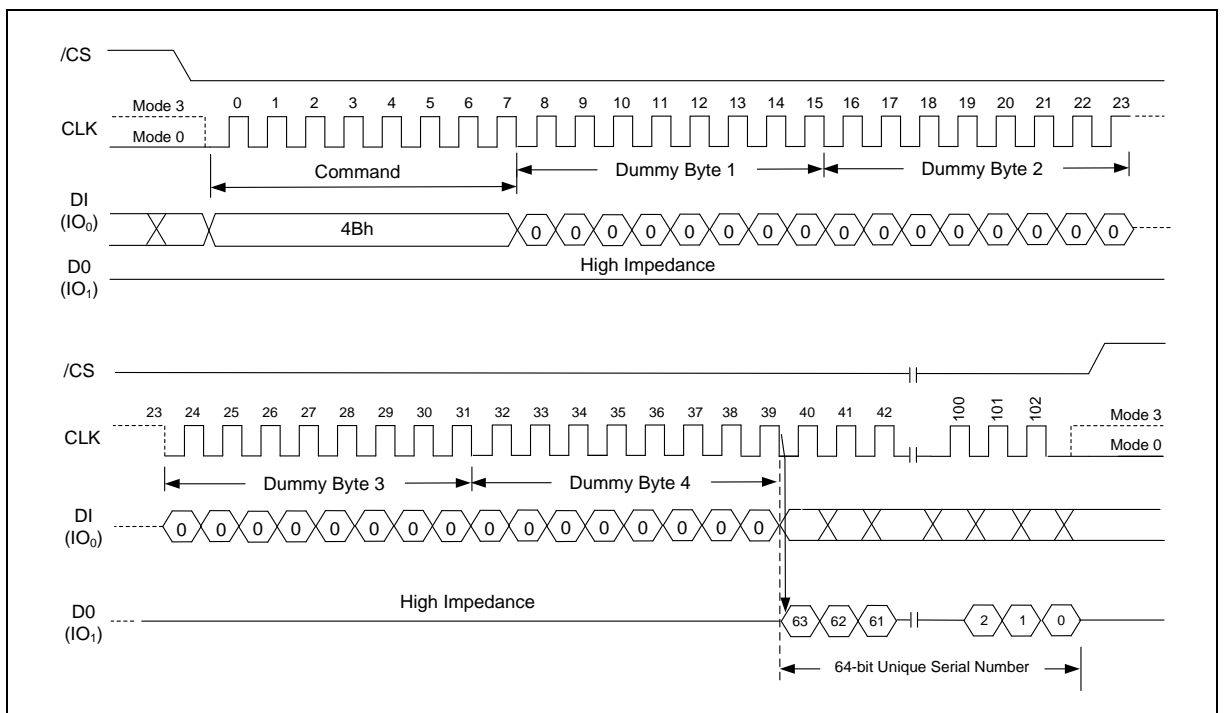 /CS
Mode 3 0 1 2 3 4 5 6 7 8 9 10 11 12 13 14 15 16 17 18 19 20 21 22 23
CLK
Mode 0
Command Dummy Byte 1 Dummy Byte 2
DI
(IO₀)
4Bh 0 0 0 0 0 0 0 0 0 0 0 0 0 0 0 0
High Impedance
D0
(IO₁)
/CS
23 24 25 26 27 28 29 30 31 32 33 34 35 36 37 38 39 40 41 42 100 101 102 Mode 3
CLK
Mode 0
Dummy Byte 3 Dummy Byte 4
DI
(IO₀)
0 0 0 0 0 0 0 0 0 0 0 0 0 0 0 0
High Impedance
D0
(IO₁)
63 62 61 2 1 0
64-bit Unique Serial Number